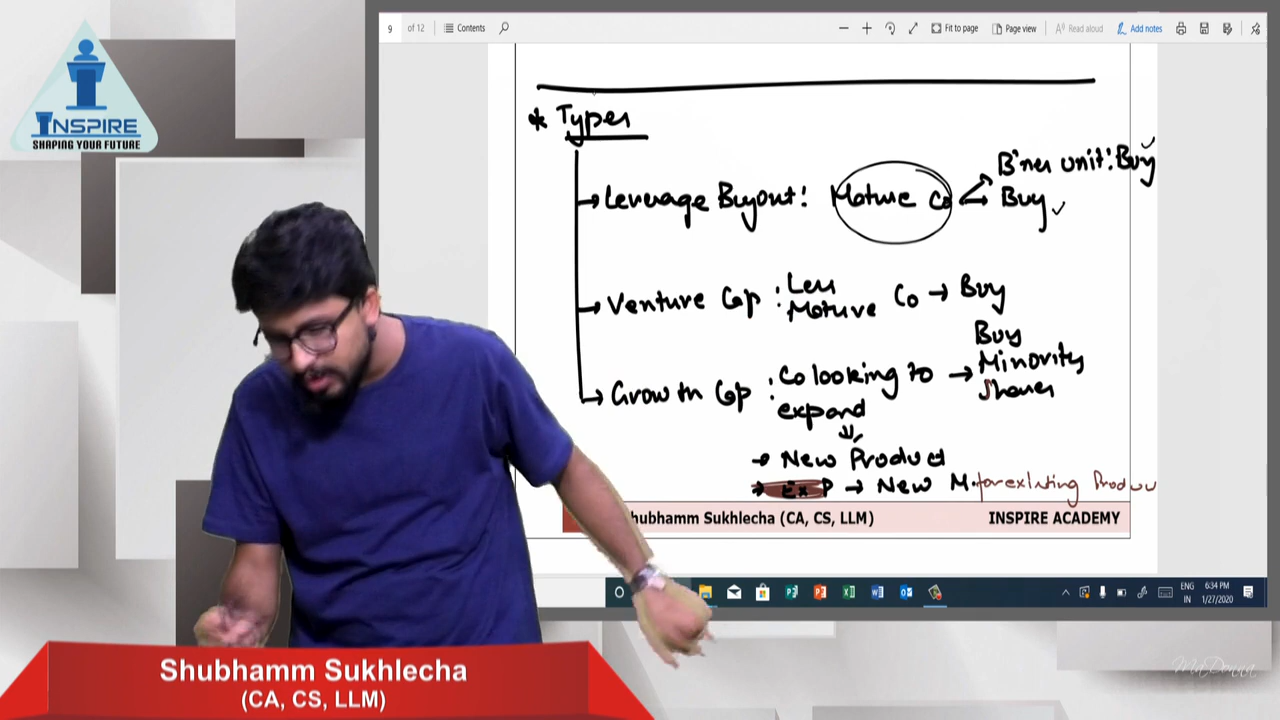 9 of 12 Contents Fit to page Page view Read aloud Add notes
INSPIRE
SHAPING YOUR FUTURE
* Types
Leverage Buyout: Mature Co
B'ness unit: Buy
Buy
Venture Cap : Less Mature Co → Buy
Growth Cap : Co looking to expand → Buy Minority Shares
→ New Product
→ Ex P → New M. for existing Produc
Shubhamm Sukhlecha (CA, CS, LLM) INSPIRE ACADEMY
ENG 6:34 PM
IN 1/27/2020
Shubhamm Sukhlecha
(CA, CS, LLM)
MaDonna